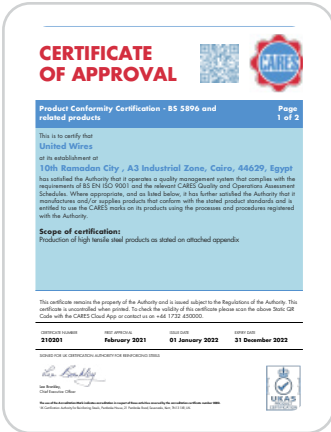 CERTIFICATE
OF APPROVAL
CARES
Product Conformity Certification - BS 5896 and
related products
Page
1 of 2
This is to certify that
United Wires
at its establishment at
10th Ramadan City , A3 Industrial Zone, Cairo, 44629, Egypt
has satisfied the Authority that it operates a quality management system that complies with the
requirements of BS EN ISO 9001 and the relevant CARES Quality and Operations Assessment
Schedules. Where appropriate, and as listed below, it has further satisfied the Authority that it
manufactures and/or supplies products that conform with the stated product standards and is
entitled to use the CARES marks on its products using the processes and procedures registered
with the Authority.
Scope of certification:
Production of high tensile steel products as stated on attached appendix
This certificate remains the property of the Authority and is issued subject to the Regulations of the Authority. This
certificate is uncontrolled when printed. To check the validity of this certificate please scan the above Static QR
Code with the CARES Cloud App or contact us on +44 1732 450000.
CERTIFICATE NUMBER
FIRST APPROVAL
ISSUE DATE
EXPIRY DATE
210201
February 2021
01 January 2022
31 December 2022
SIGNED FOR UK CERTIFICATION AUTHORITY FOR REINFORCING STEELS
Lee Brankley
Lee Brankley
Chief Executive Officer
UKAS
PRODUCT
CERTIFICATION